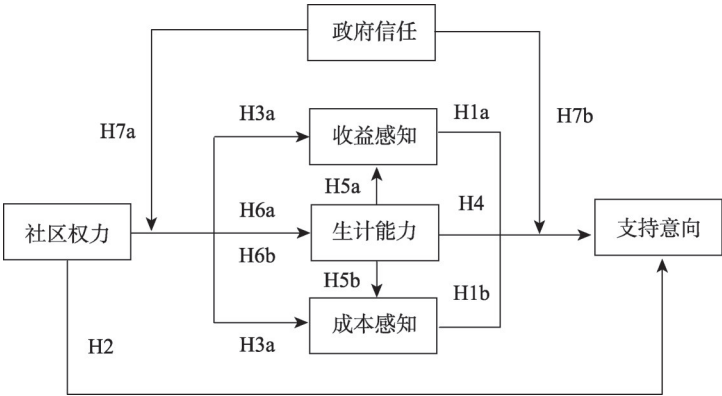 政府信任
H7a
H3a
H1a
H7b
收益感知
H5a
H6a
H4
社区权力
生计能力
支持意向
H6b
H5b
H1b
成本感知
H2
H3a